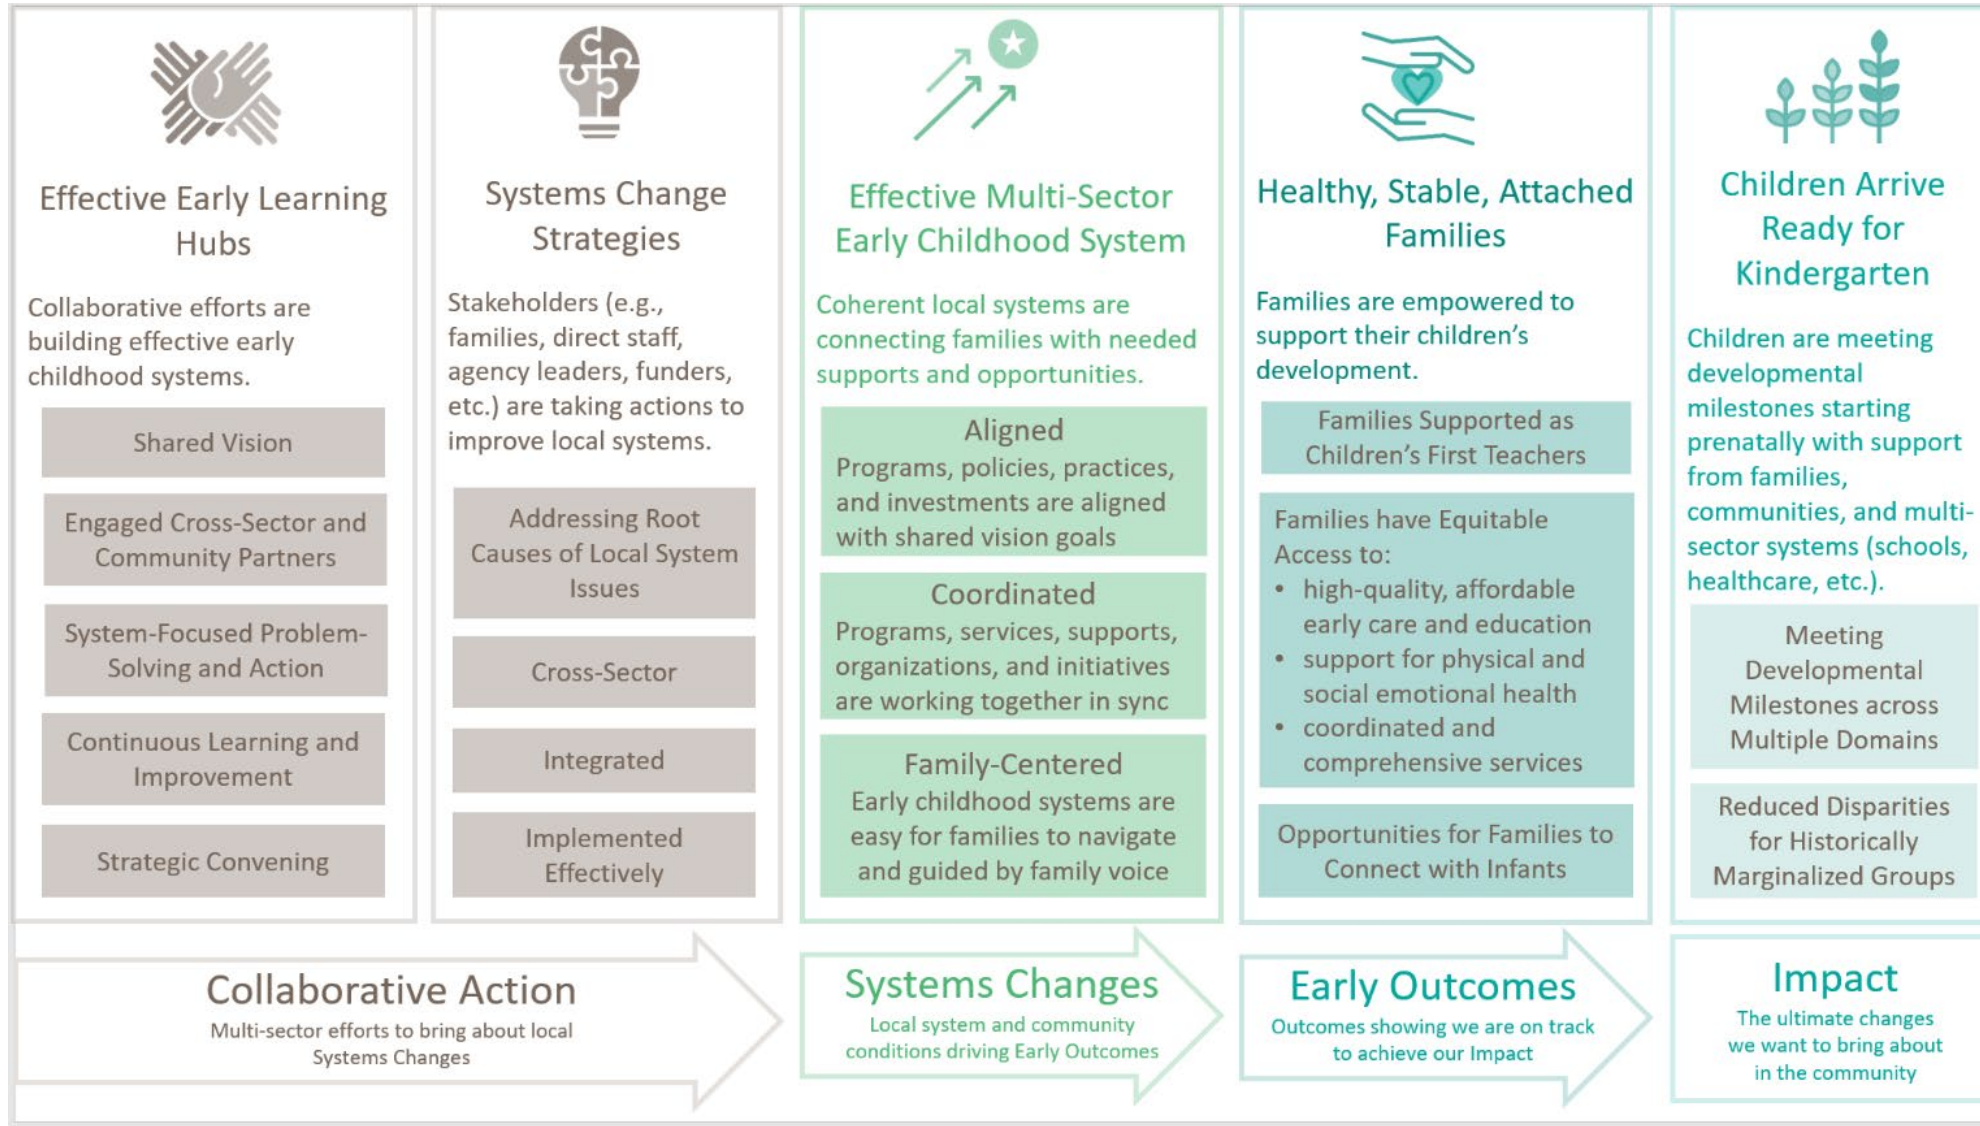 Effective Early Learning
Hubs
Collaborative efforts are
building effective early
childhood systems.
Shared Vision
Engaged Cross-Sector and
Community Partners
System-Focused Problem-
Solving and Action
Continuous Learning and
Improvement
Strategic Convening
Systems Change
Strategies
Stakeholders (e.g.,
families, direct staff,
agency leaders, funders,
etc.) are taking actions to
improve local systems.
Addressing Root
Causes of Local System
Issues
Cross-Sector
Integrated
Implemented
Effectively
Effective Multi-Sector
Early Childhood System
Coherent local systems are
connecting families with needed
supports and opportunities.
Aligned
Programs, policies, practices,
and investments are aligned
with shared vision goals
Coordinated
Programs, services, supports,
organizations, and initiatives
are working together in sync
Family-Centered
Early childhood systems are
easy for families to navigate
and guided by family voice
Healthy, Stable, Attached
Families
Families are empowered to
support their children's
development.
Families Supported as
Children's First Teachers
Families have Equitable
Access to:
• high-quality, affordable
early care and education
• support for physical and
social emotional health
• coordinated and
comprehensive services
Opportunities for Families to
Connect with Infants
Children Arrive
Ready for
Kindergarten
Children are meeting
developmental
milestones starting
prenatally with support
from families,
communities, and multi-
sector systems (schools,
healthcare, etc.).
Meeting
Developmental
Milestones across
Multiple Domains
Reduced Disparities
for Historically
Marginalized Groups
Collaborative Action
Multi-sector efforts to bring about local
Systems Changes
Systems Changes
Local system and community
conditions driving Early Outcomes
Early Outcomes
Outcomes showing we are on track
to achieve our Impact
Impact
The ultimate changes
we want to bring about
in the community